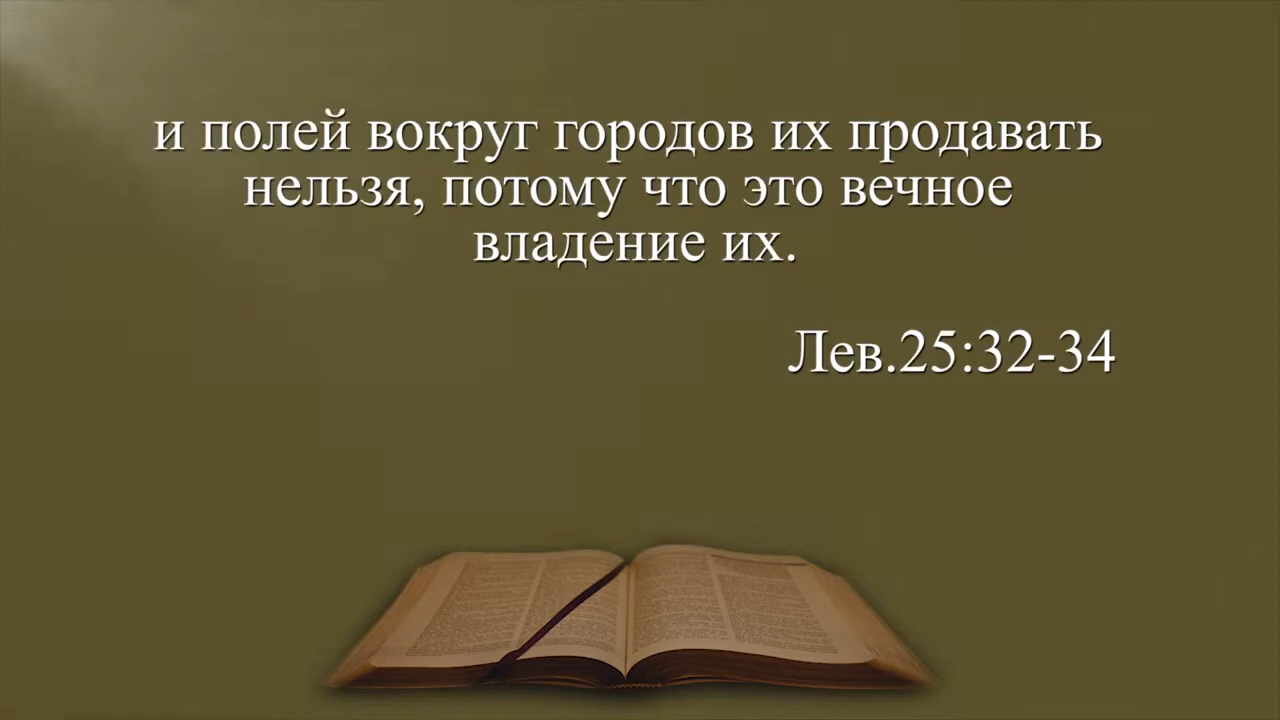 и полей вокруг городов их продавать
нельзя, потому что это вечное
владение их.
Лев.25:32-34